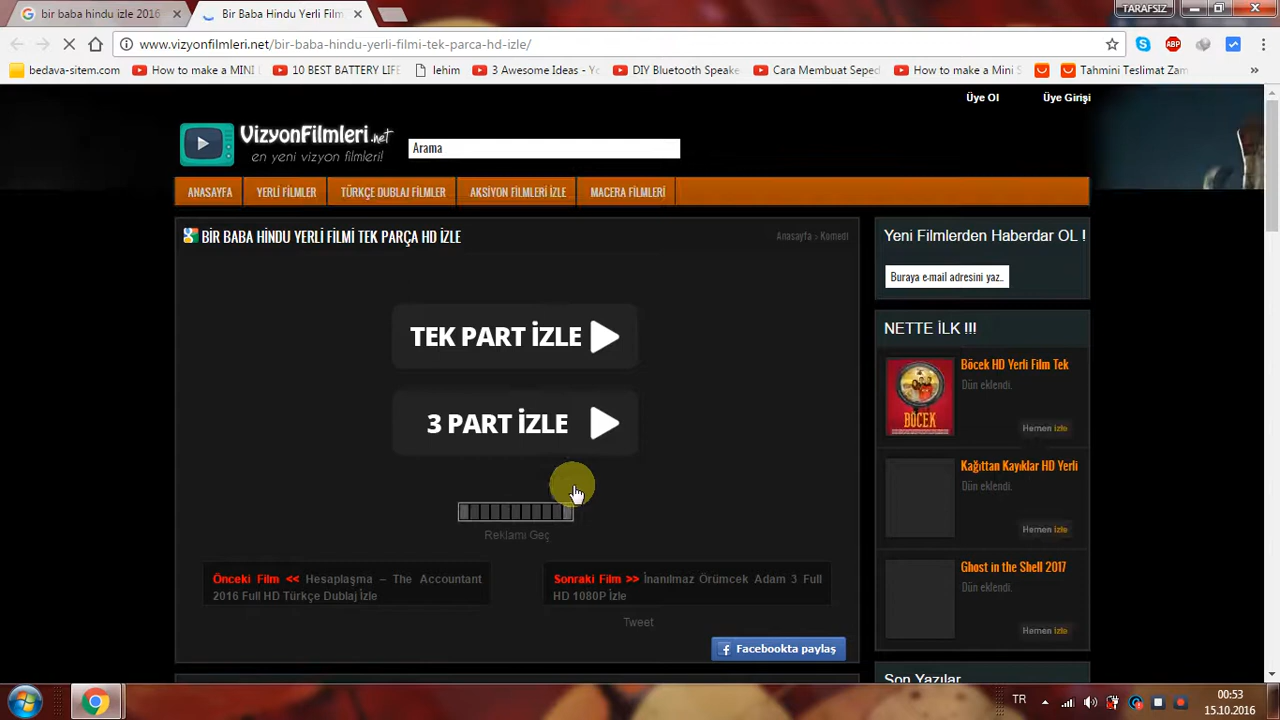 bir baba hindu izle 2016
Bir Baba Hindu Yerli Film
TARAFSIZ
www.vizyonfilmleri.net/bir-baba-hindu-yerli-filmi-tek-parca-hd-izle/
ABP
bedava-sitem.com
How to make a MINI
10 BEST BATTERY LIFE
lehim
3 Awesome Ideas - Yo
DIY Bluetooth Speake
Cara Membuat Seped
How to make a Mini S
Tahmini Teslimat Zam
»
Üye Ol
Üye Girişi
VizyonFilmleri.net
en yeni vizyon filmleri!
Arama
ANASAYFA
YERLİ FİLMLER
TÜRKÇE DUBLAJ FİLMLER
AKSİYON FİLMLERİ İZLE
MACERA FİLMLERİ
BİR BABA HİNDU YERLİ FİLMİ TEK PARÇA HD İZLE
Anasayfa > Komedi
TEK PART İZLE
3 PART İZLE
Reklamı Geç
Önceki Film << Hesaplaşma – The Accountant
2016 Full HD Türkçe Dublaj İzle
Sonraki Film >> İnanılmaz Örümcek Adam 3 Full
HD 1080P İzle
Tweet
Facebookta paylaş
Yeni Filmlerden Haberdar OL !
Buraya e-mail adresini yaz..
NETTE İLK !!!
BÖCEK
Böcek HD Yerli Film Tek
Dün eklendi.
Hemen izle
Kağıttan Kayıklar HD Yerli
Dün eklendi.
Hemen izle
Ghost in the Shell 2017
Dün eklendi.
Hemen izle
Son Yazılar
TR
00:53
15.10.2016